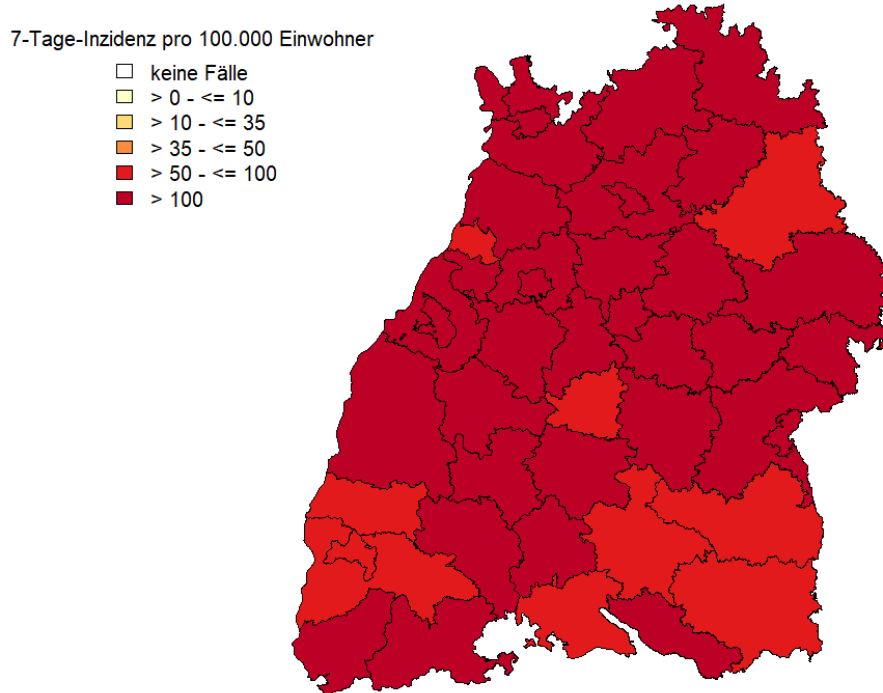 7-Tage-Inzidenz pro 100.000 Einwohner
keine Fälle
> 0 - <= 10
> 10 - <= 35
> 35 - <= 50
> 50 - <= 100
> 100